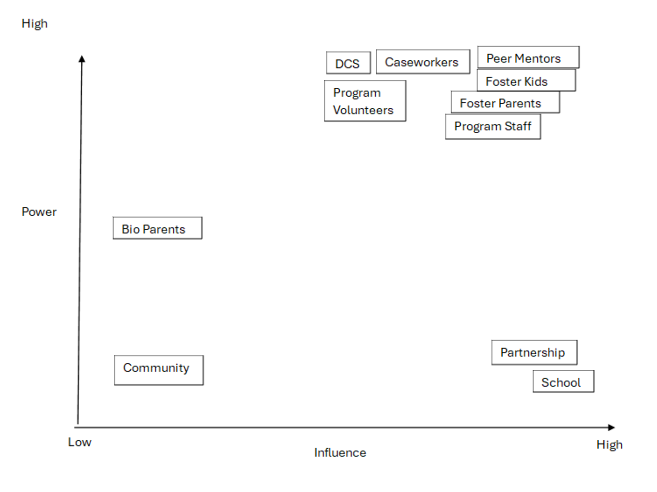 High
DCS
Caseworkers
Peer Mentors
Foster Kids
Program
Volunteers
Foster Parents
Program Staff
Power
Bio Parents
Partnership
Community
School
Low
Influence
High